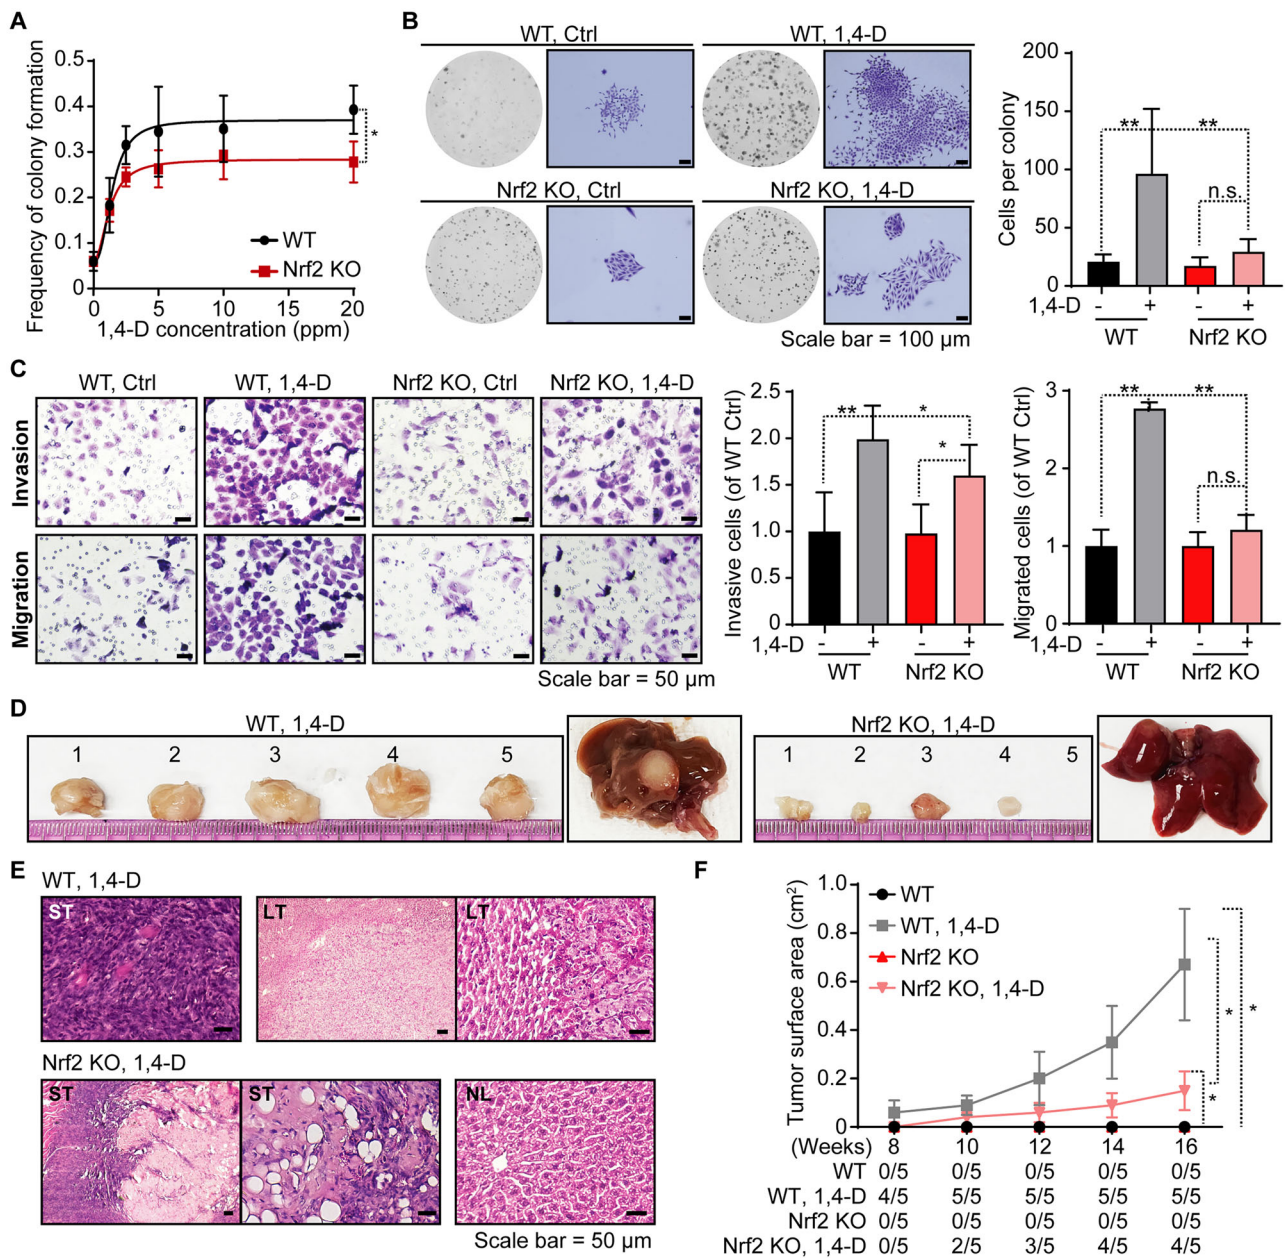 A
Frequency of colony formation
0.5
0.4
0.3
0.2
0.1
0
0 5 10 15 20
1,4-D concentration (ppm)
WT
Nrf2 KO
*
B
WT, Ctrl
WT, 1,4-D
Nrf2 KO, Ctrl
Nrf2 KO, 1,4-D
Scale bar = 100 µm
Cells per colony
200
150
100
50
0
** **
n.s.
1,4-D - + - +
WT Nrf2 KO
C
WT, Ctrl
WT, 1,4-D
Nrf2 KO, Ctrl
Nrf2 KO, 1,4-D
Invasion
Migration
Scale bar = 50 µm
Invasive cells (of WT Ctrl)
2.5
2.0
1.5
1.0
0.5
0
** *
*
1,4-D - + - +
WT Nrf2 KO
Migrated cells (of WT Ctrl)
3
2
1
0
** **
n.s.
1,4-D - + - +
WT Nrf2 KO
D
WT, 1,4-D
1 2 3 4 5
Nrf2 KO, 1,4-D
1 2 3 4 5
E
WT, 1,4-D
ST
LT
LT
Nrf2 KO, 1,4-D
ST
ST
NL
Scale bar = 50 µm
F
Tumor surface area (cm²)
1.0
0.8
0.6
0.4
0.2
0
WT
WT, 1,4-D
Nrf2 KO
Nrf2 KO, 1,4-D
*
*
*
(Weeks) 8 10 12 14 16
WT 0/5 0/5 0/5 0/5 0/5
WT, 1,4-D 4/5 5/5 5/5 5/5 5/5
Nrf2 KO 0/5 0/5 0/5 0/5 0/5
Nrf2 KO, 1,4-D 0/5 2/5 3/5 4/5 4/5